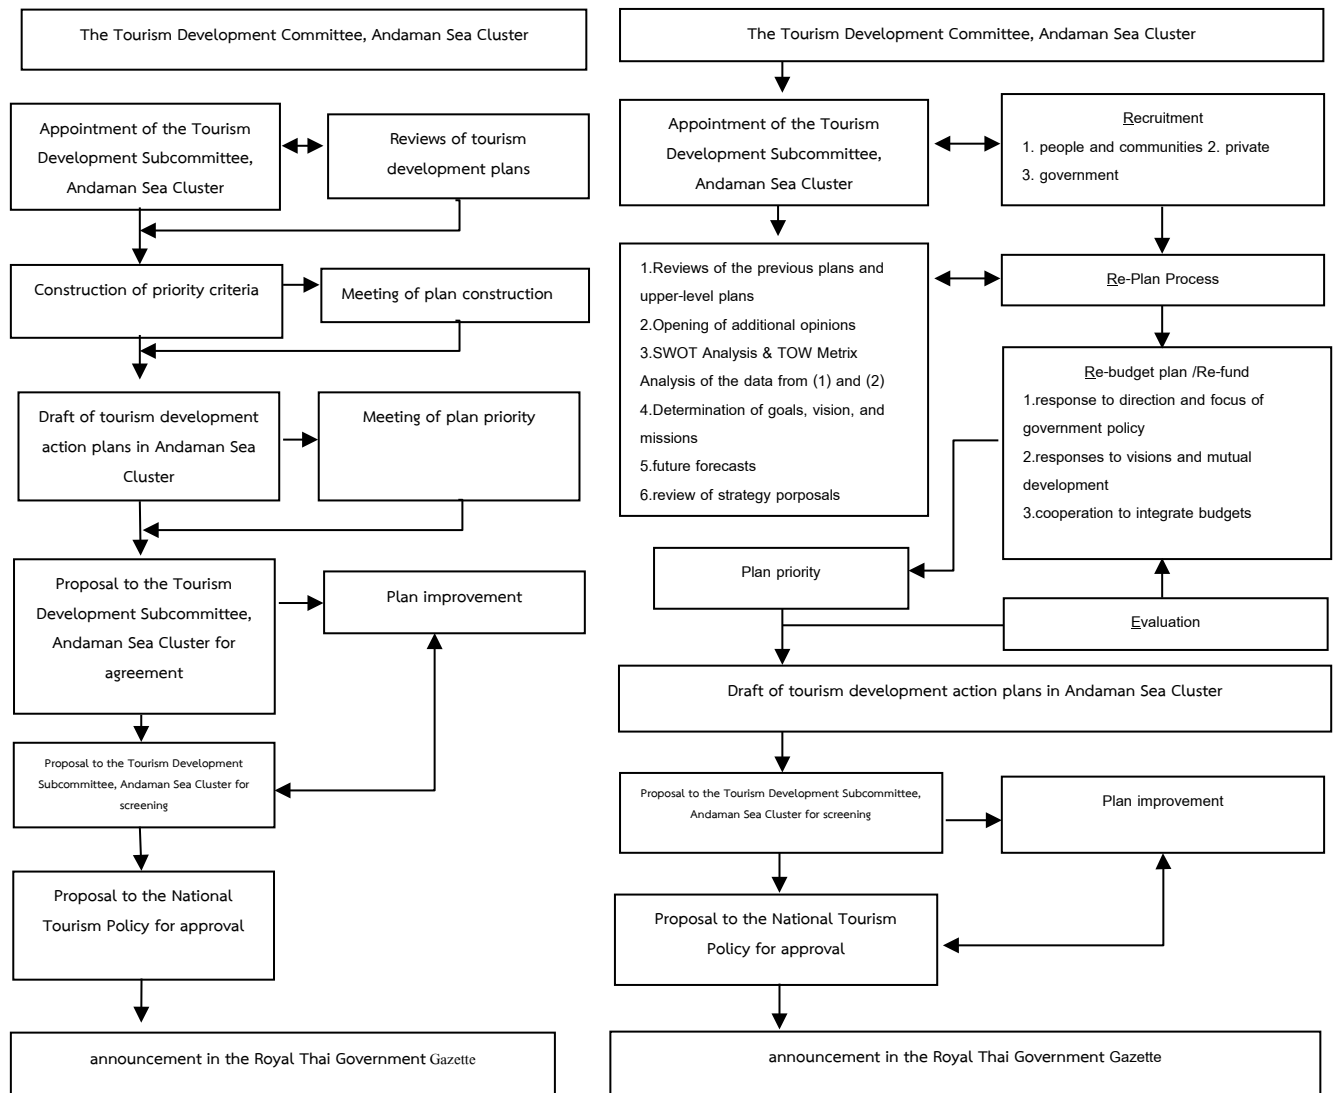 The Tourism Development Committee, Andaman Sea Cluster
Appointment of the Tourism
Development Subcommittee,
Andaman Sea Cluster
Reviews of tourism
development plans
Construction of priority criteria
Meeting of plan construction
Draft of tourism development
action plans in Andaman Sea
Cluster
Meeting of plan priority
Proposal to the Tourism
Development Subcommittee,
Andaman Sea Cluster for
agreement
Plan improvement
Proposal to the Tourism Development
Subcommittee, Andaman Sea Cluster for
screening
Proposal to the National
Tourism Policy for approval
announcement in the Royal Thai Government Gazette
The Tourism Development Committee, Andaman Sea Cluster
Appointment of the Tourism
Development Subcommittee,
Andaman Sea Cluster
Recruitment
1. people and communities 2. private
3. government
1.Reviews of the previous plans and
upper-level plans
2.Opening of additional opinions
3.SWOT Analysis & TOW Metrix
Analysis of the data from (1) and (2)
4.Determination of goals, vision, and
missions
5.future forecasts
6.review of strategy porposals
Re-Plan Process
Re-budget plan /Re-fund
1.response to direction and focus of
government policy
2.responses to visions and mutual
development
3.cooperation to integrate budgets
Plan priority
Evaluation
Draft of tourism development action plans in Andaman Sea Cluster
Proposal to the Tourism Development Subcommittee,
Andaman Sea Cluster for screening
Plan improvement
Proposal to the National Tourism
Policy for approval
announcement in the Royal Thai Government Gazette